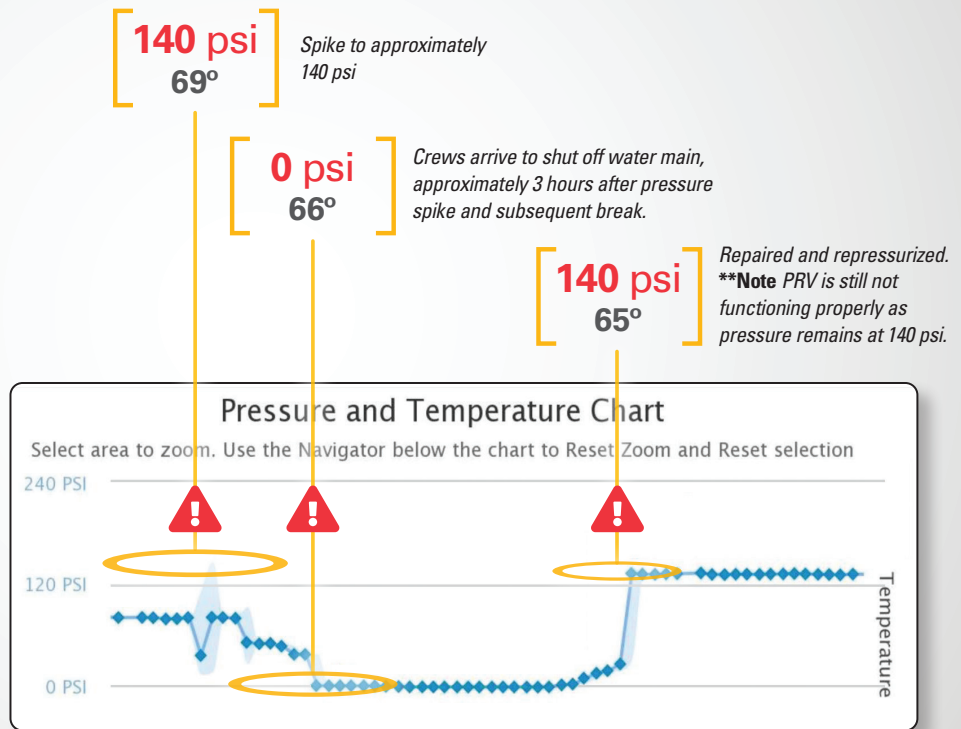 140 psi
69º
Spike to approximately
140 psi
0 psi
66º
Crews arrive to shut off water main,
approximately 3 hours after pressure
spike and subsequent break.
140 psi
65º
Repaired and repressurized.
**Note PRV is still not
functioning properly as
pressure remains at 140 psi.
Pressure and Temperature Chart
Select area to zoom. Use the Navigator below the chart to Reset Zoom and Reset selection
240 PSI
120 PSI
0 PSI
Temperature